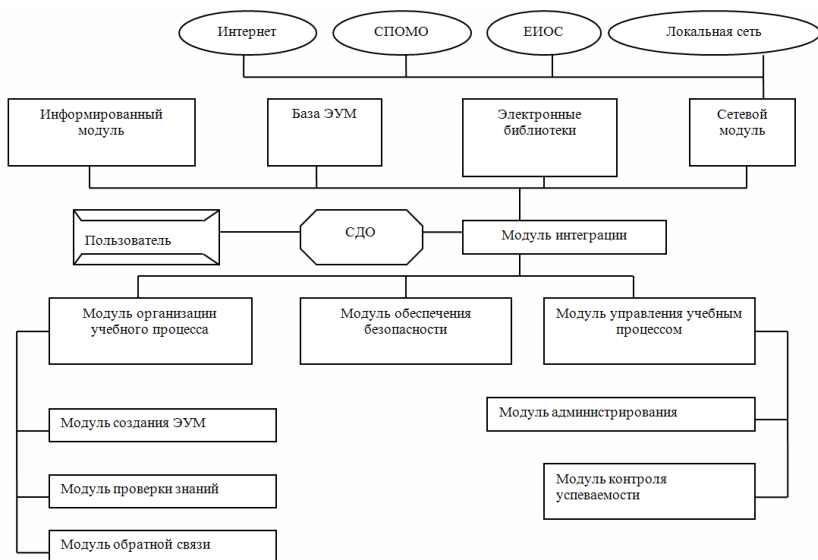 Интернет
СПОМО
ЕИОС
Локальная сеть
Информированный
модуль
База ЭУМ
Электронные
библиотеки
Сетевой
модуль
Пользователь
СДО
Модуль интеграции
Модуль организации
учебного процесса
Модуль обеспечения
безопасности
Модуль управления учебным
процессом
Модуль создания ЭУМ
Модуль администрирования
Модуль проверки знаний
Модуль контроля
успеваемости
Модуль обратной связи